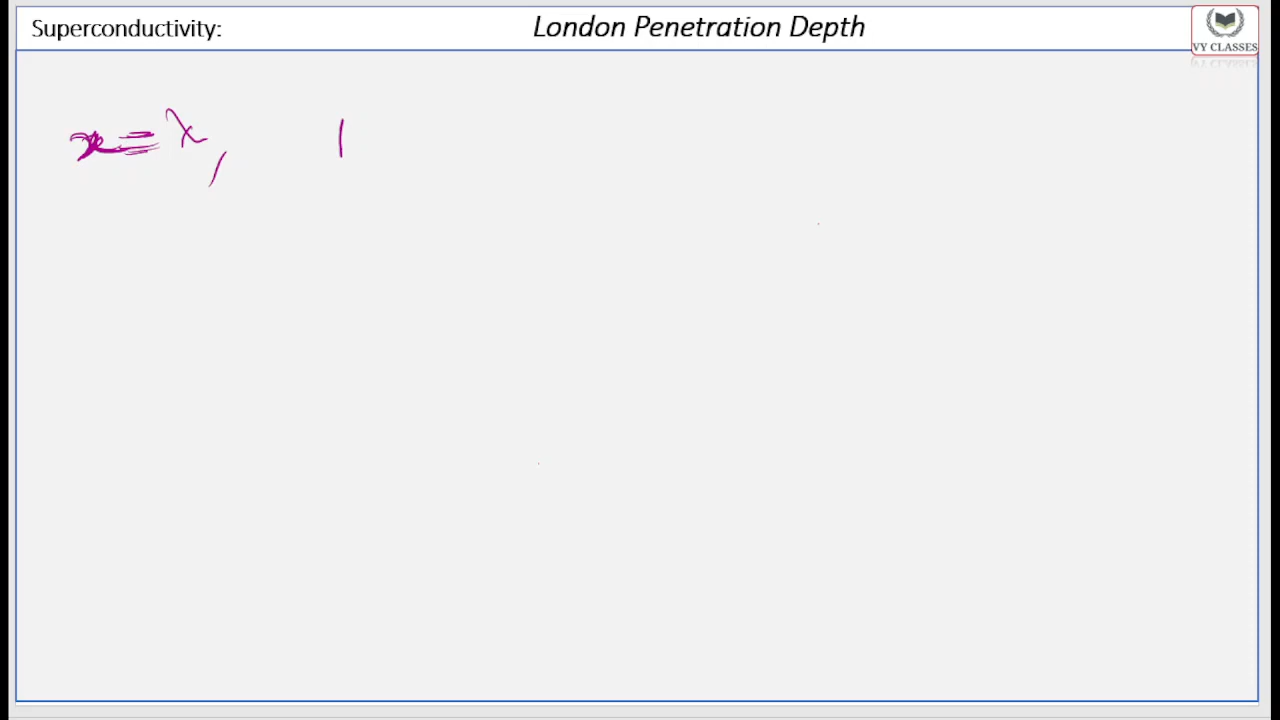 Superconductivity:
London Penetration Depth
VY CLASSES
x = λ,